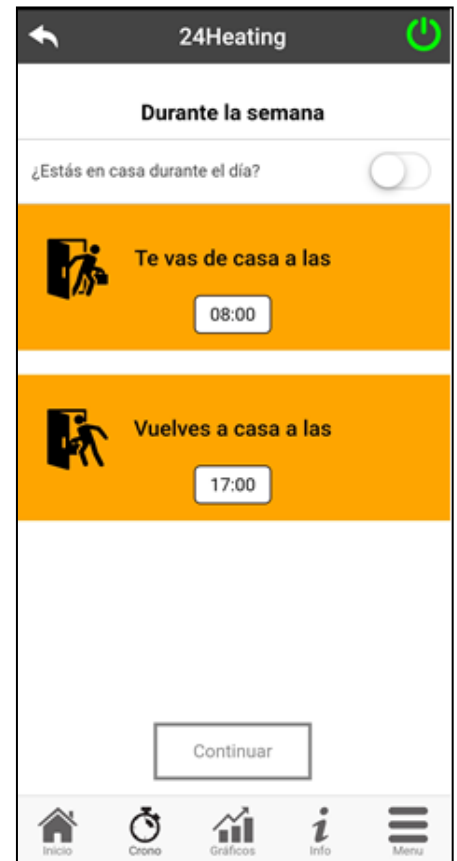 24Heating
Durante la semana
¿Estás en casa durante el día?
Te vas de casa a las
08:00
Vuelves a casa a las
17:00
Continuar
Inicio Crono Gráficos Info Menu